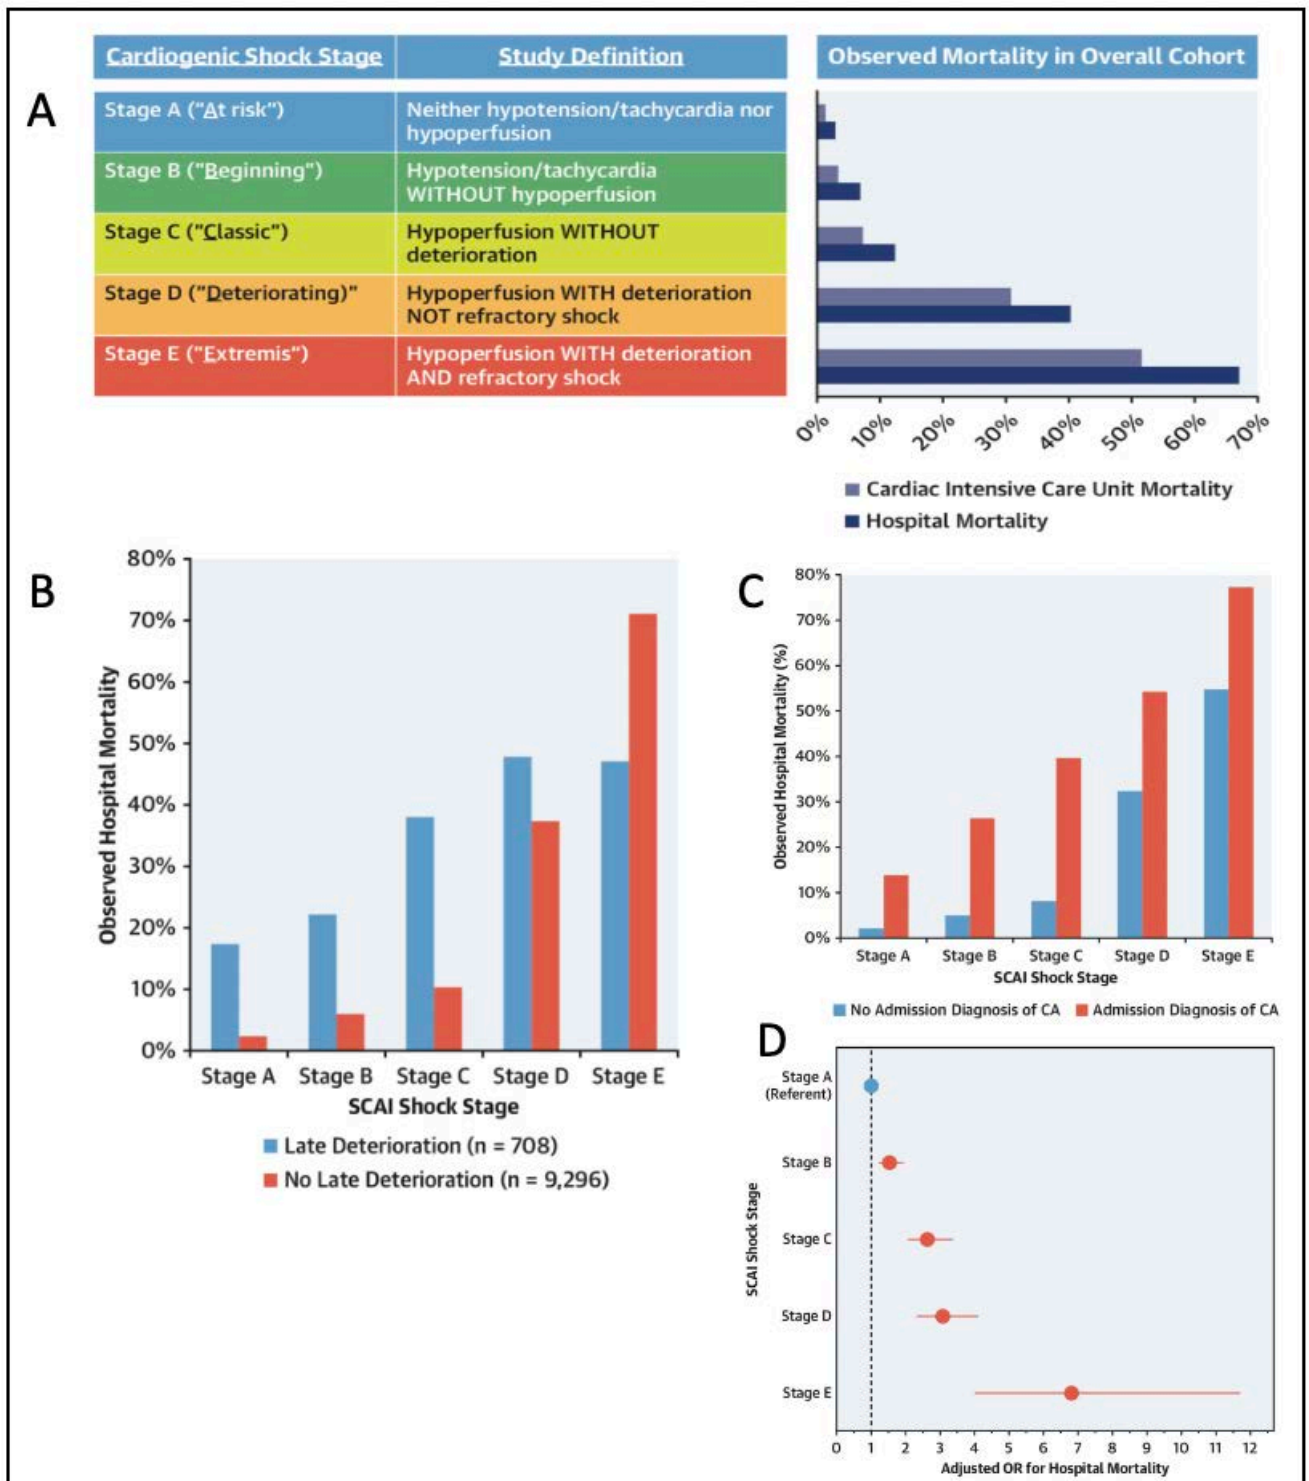 A
Cardiogenic Shock Stage
Study Definition
Observed Mortality in Overall Cohort
Stage A ("At risk")
Neither hypotension/tachycardia nor
hypoperfusion
Stage B ("Beginning")
Hypotension/tachycardia
WITHOUT hypoperfusion
Stage C ("Classic")
Hypoperfusion WITHOUT
deterioration
Stage D ("Deteriorating)"
Hypoperfusion WITH deterioration
NOT refractory shock
Stage E ("Extremis")
Hypoperfusion WITH deterioration
AND refractory shock
0%
10%
20%
30%
40%
50%
60%
70%
Cardiac Intensive Care Unit Mortality
Hospital Mortality
B
Observed Hospital Mortality
80%
70%
60%
50%
40%
30%
20%
10%
0%
Stage A
Stage B
Stage C
Stage D
Stage E
SCAI Shock Stage
Late Deterioration (n = 708)
No Late Deterioration (n = 9,296)
C
Observed Hospital Mortality (%)
80%
70%
60%
50%
40%
30%
20%
10%
0%
Stage A
Stage B
Stage C
Stage D
Stage E
SCAI Shock Stage
No Admission Diagnosis of CA
Admission Diagnosis of CA
D
SCAI Shock Stage
Stage A
(Referent)
Stage B
Stage C
Stage D
Stage E
0
1
2
3
4
5
6
7
8
9
10
11
12
Adjusted OR for Hospital Mortality